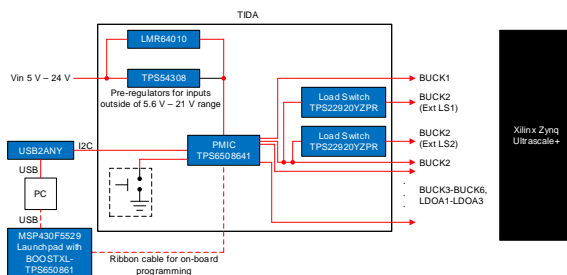 TIDA
LMR64010
Vin 5 V – 24 V
TPS54308
Pre-regulators for inputs
outside of 5.6 V – 21 V range
BUCK1
Load Switch
TPS22920YZPR
BUCK2
(Ext LS1)
Load Switch
TPS22920YZPR
BUCK2
(Ext LS2)
Xilinx Zynq
Ultrascale+
USB2ANY
I2C
PMIC
TPS6508641
BUCK2
USB
PC
USB
.
.
.
BUCK3-BUCK6,
LDOA1-LDOA3
MSP430F5529
Launchpad with
BOOSTXL-
TPS650861
Ribbon cable for on-board
programming